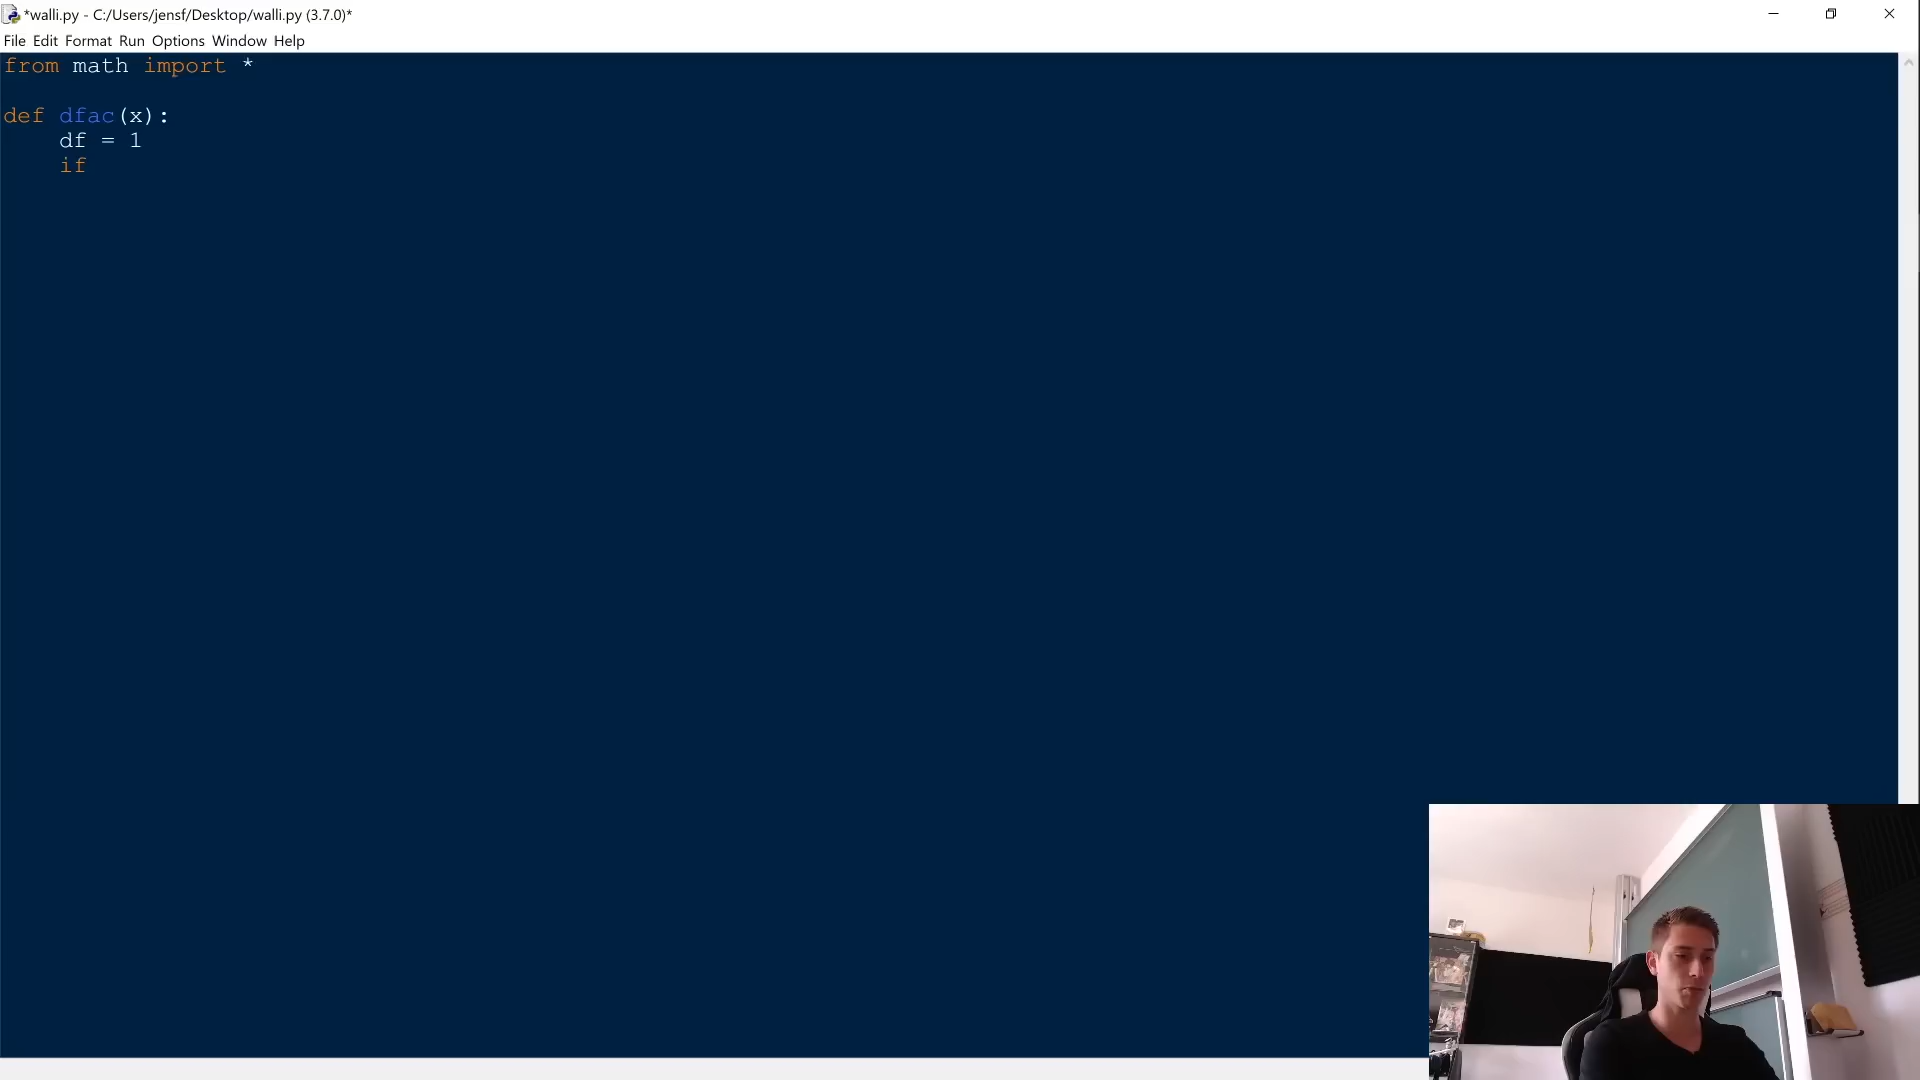 *walli.py - C:/Users/jensf/Desktop/walli.py (3.7.0)*
File Edit Format Run Options Window Help
from math import *
def dfac(x):
    df = 1
    if